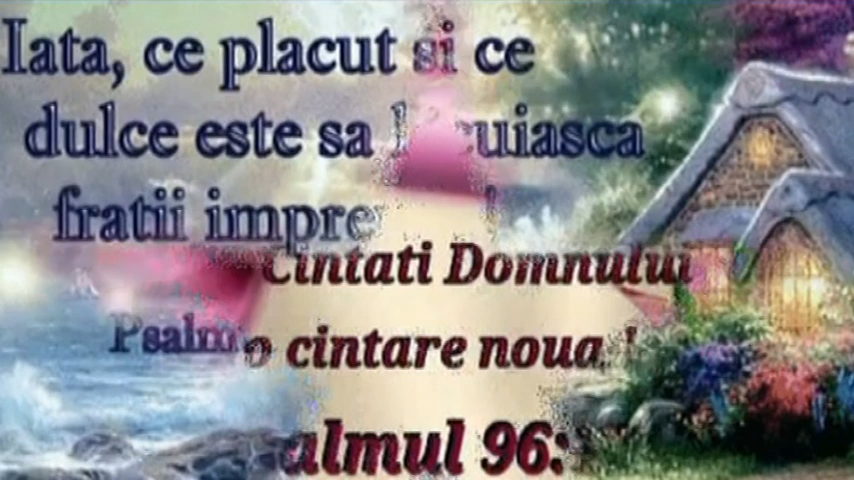 Iata, ce placut si ce
dulce este sa
fratii
Cintati Domnului
o cintare noua !
96: